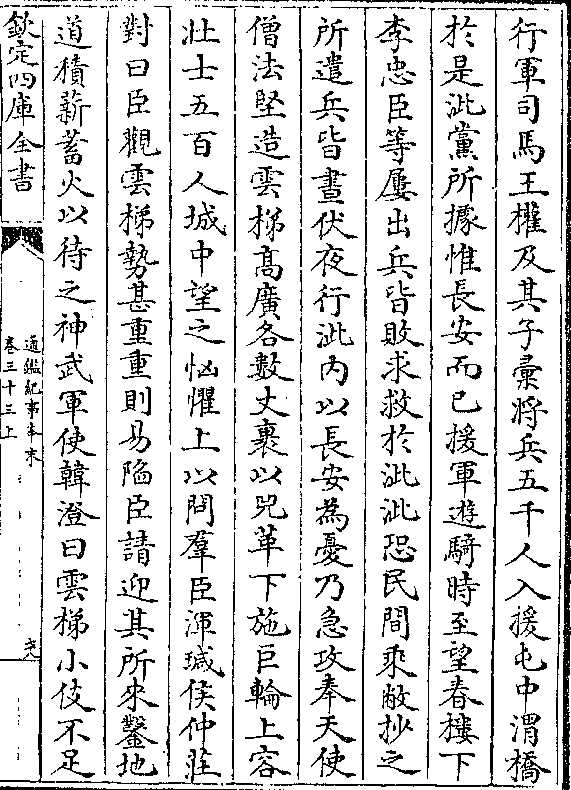 行軍司馬王權及其子彚將兵五千人入援屯中渭橋
於是泚黨所據惟長安而已援軍遊騎時至望春樓下
李忠臣等屢出兵皆敗求救於泚泚恐民間乘敝抄之
所遣兵皆晝伏夜行泚内以長安為憂乃急攻奉天使
僧法堅造雲梯髙廣各數丈裹以兕革下施巨輪上容
壯士五百人城中望之恟懼上以問羣臣渾瑊侯仲莊
對曰臣觀雲梯勢甚重重則易陷臣請迎其所來鑿地
道積薪蓄火以待之神武軍使韓澄曰雲梯小伎不足
欽定四庫全書
通鑑紀事本末
卷三十三上